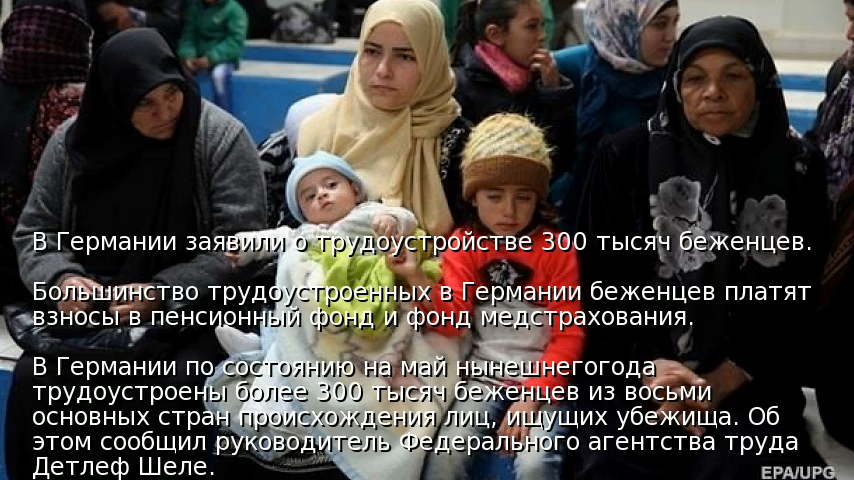 В Германии заявили о трудоустройстве 300 тысяч беженцев.
Большинство трудоустроенных в Германии беженцев платят
взносы в пенсионный фонд и фонд медстрахования.
В Германии по состоянию на май нынешнегогода
трудоустроены более 300 тысяч беженцев из восьми
основных стран происхождения лиц, ищущих убежища. Об
этом сообщил руководитель Федерального агентства труда
Детлеф Шеле.
EPA/UPG